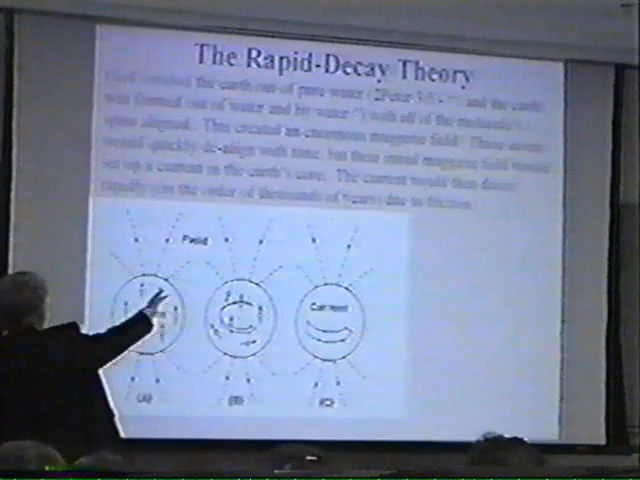 The Rapid-Decay Theory
God formed the earth out of pure water (2Peter 3:5 and the earth
was formed out of water and by water") with all of the molecule's
spins aligned. This created an enormous magnetic field. These
would quickly de-align with time, but their initial magnetic field would
set up a current in the earth's core. The current would then decay
rapidly (on the order of thousands of years) due to friction.
Field
Current
(A) (B) (C)